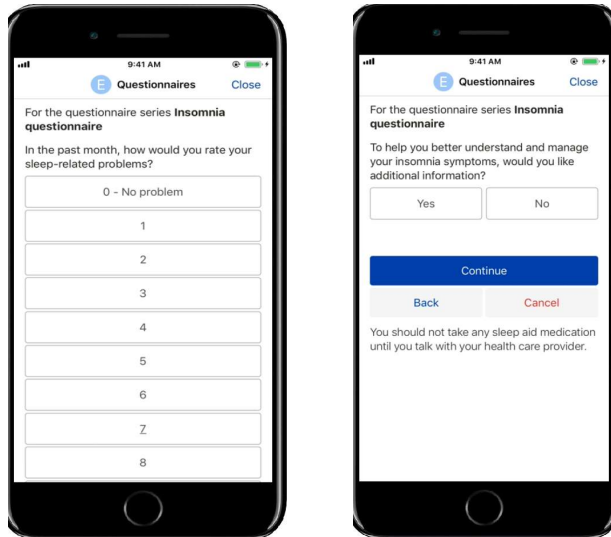 9:41 AM
E Questionnaires Close
For the questionnaire series Insomnia
questionnaire
In the past month, how would you rate your
sleep-related problems?
0 - No problem
1
2
3
4
5
6
7
8
9:41 AM
E Questionnaires Close
For the questionnaire series Insomnia
questionnaire
To help you better understand and manage
your insomnia symptoms, would you like
additional information?
Yes No
Continue
Back Cancel
You should not take any sleep aid medication
until you talk with your health care provider.